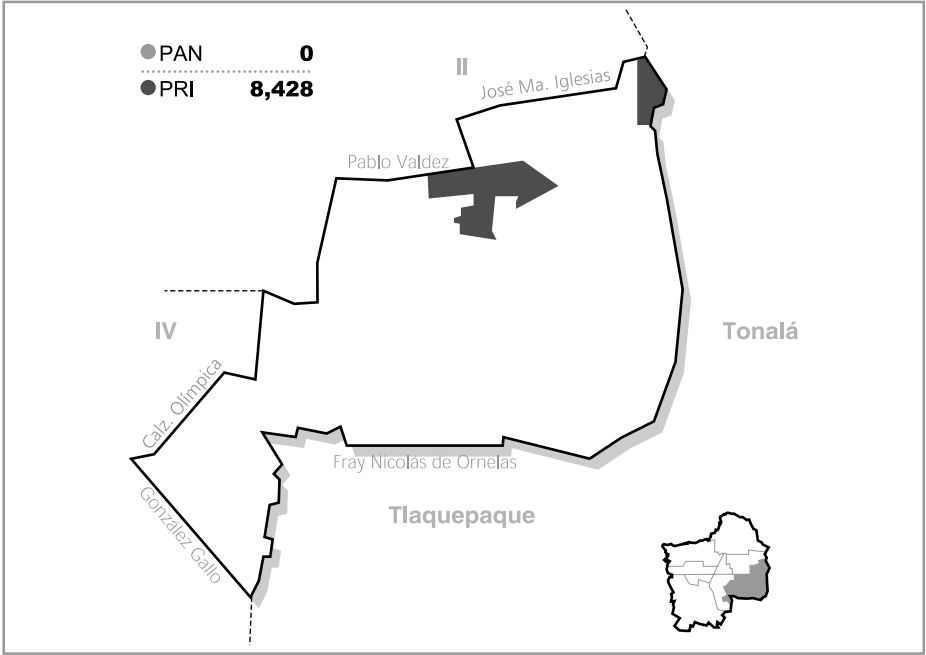 PAN 0
PRI 8,428
II
José Ma. Iglesias
Pablo Valdez
IV
Tonalá
Calz. Olímpica
Fray Nicolás de Ornelas
González Gallo
Tlaquepaque